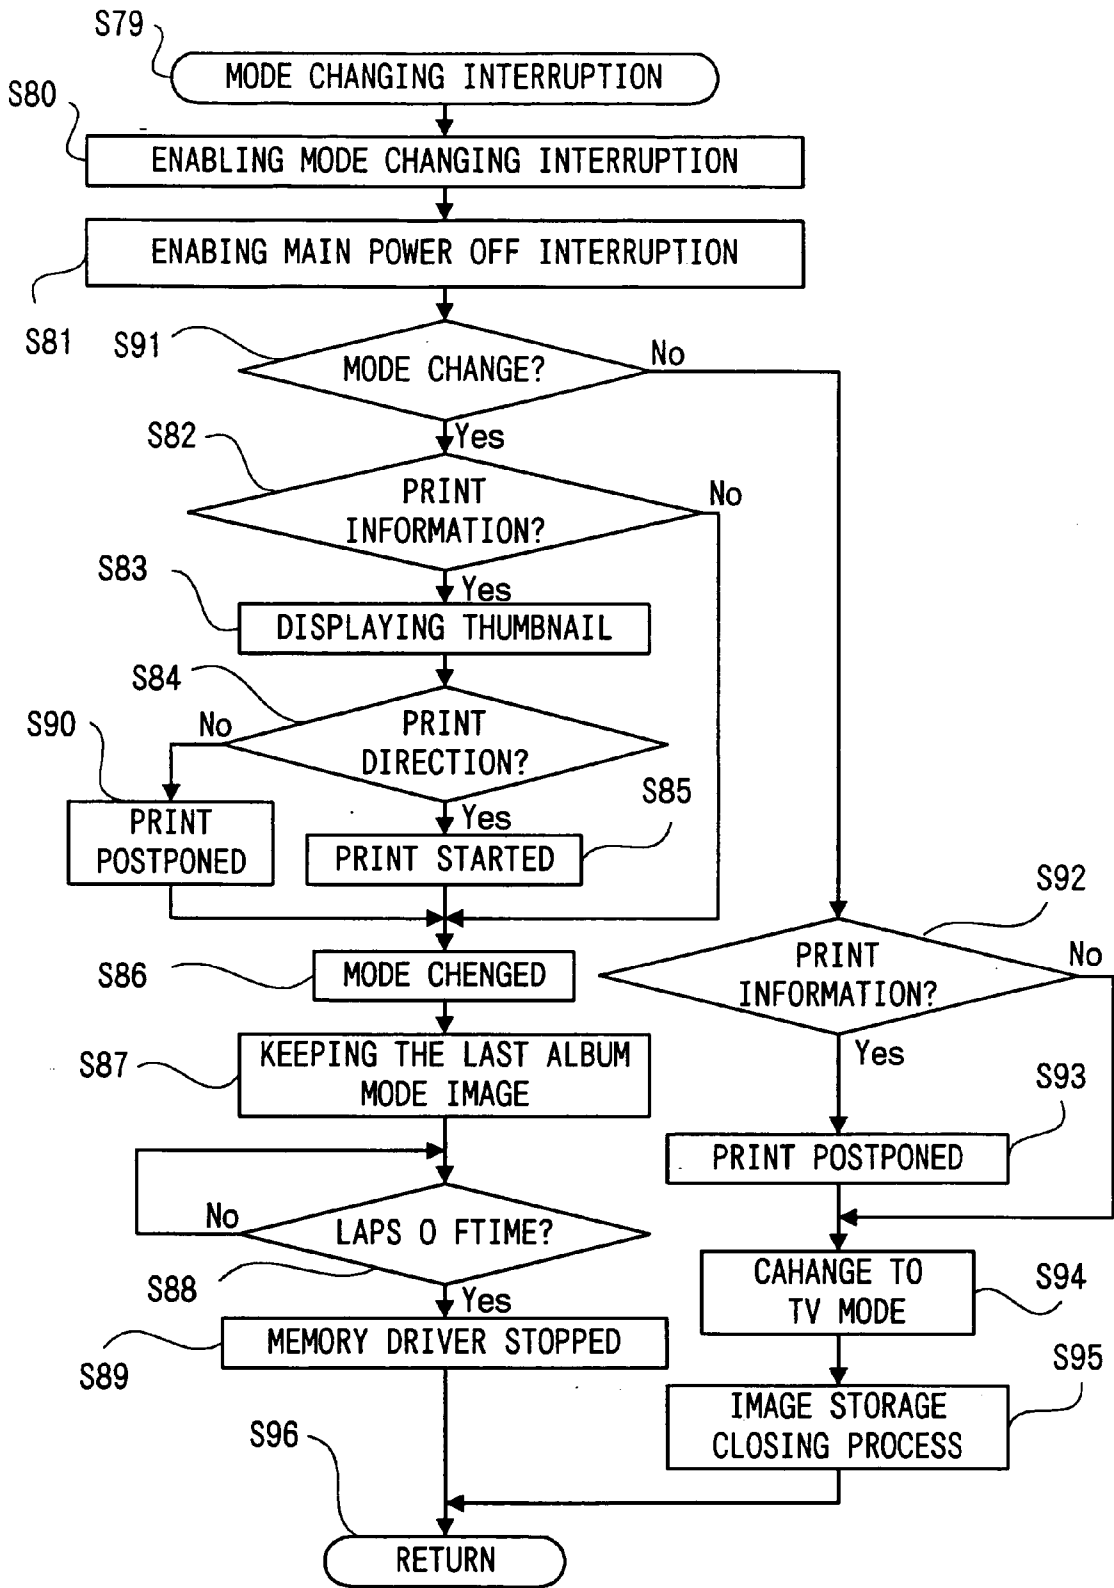 S79
MODE CHANGING INTERRUPTION
S80
ENABLING MODE CHANGING INTERRUPTION
ENABING MAIN POWER OFF INTERRUPTION
S81
S91
MODE CHANGE?
No
Yes
S82
PRINT
INFORMATION?
No
Yes
S83
DISPLAYING THUMBNAIL
S84
PRINT
DIRECTION?
No
S90
Yes
S85
PRINT
POSTPONED
PRINT STARTED
S92
PRINT
INFORMATION?
No
Yes
S86
MODE CHENGED
S87
KEEPING THE LAST ALBUM
MODE IMAGE
S93
PRINT POSTPONED
No
LAPS O FTIME?
S88
Yes
CAHANGE TO
TV MODE
S94
MEMORY DRIVER STOPPED
S89
S95
IMAGE STORAGE
CLOSING PROCESS
S96
RETURN